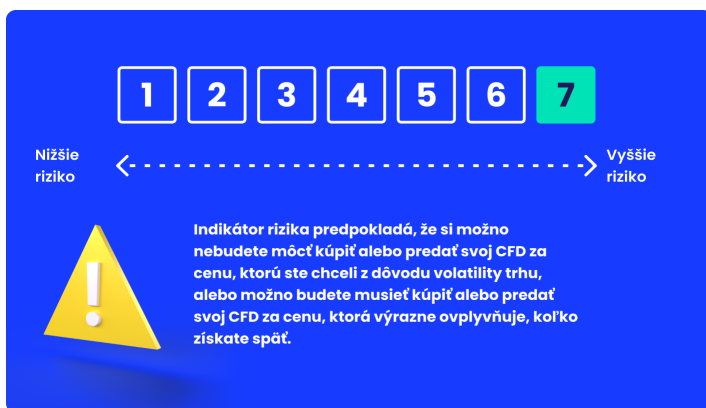 1 2 3 4 5 6 7
Nižšie
riziko
Vyššie
riziko
Indikátor rizika predpokladá, že si možno
nebudete môcť kúpiť alebo predať svoj CFD za
cenu, ktorú ste chceli z dôvodu volatility trhu,
alebo možno budete musieť kúpiť alebo predať
svoj CFD za cenu, ktorá výrazne ovplyvňuje, koľko
získate späť.